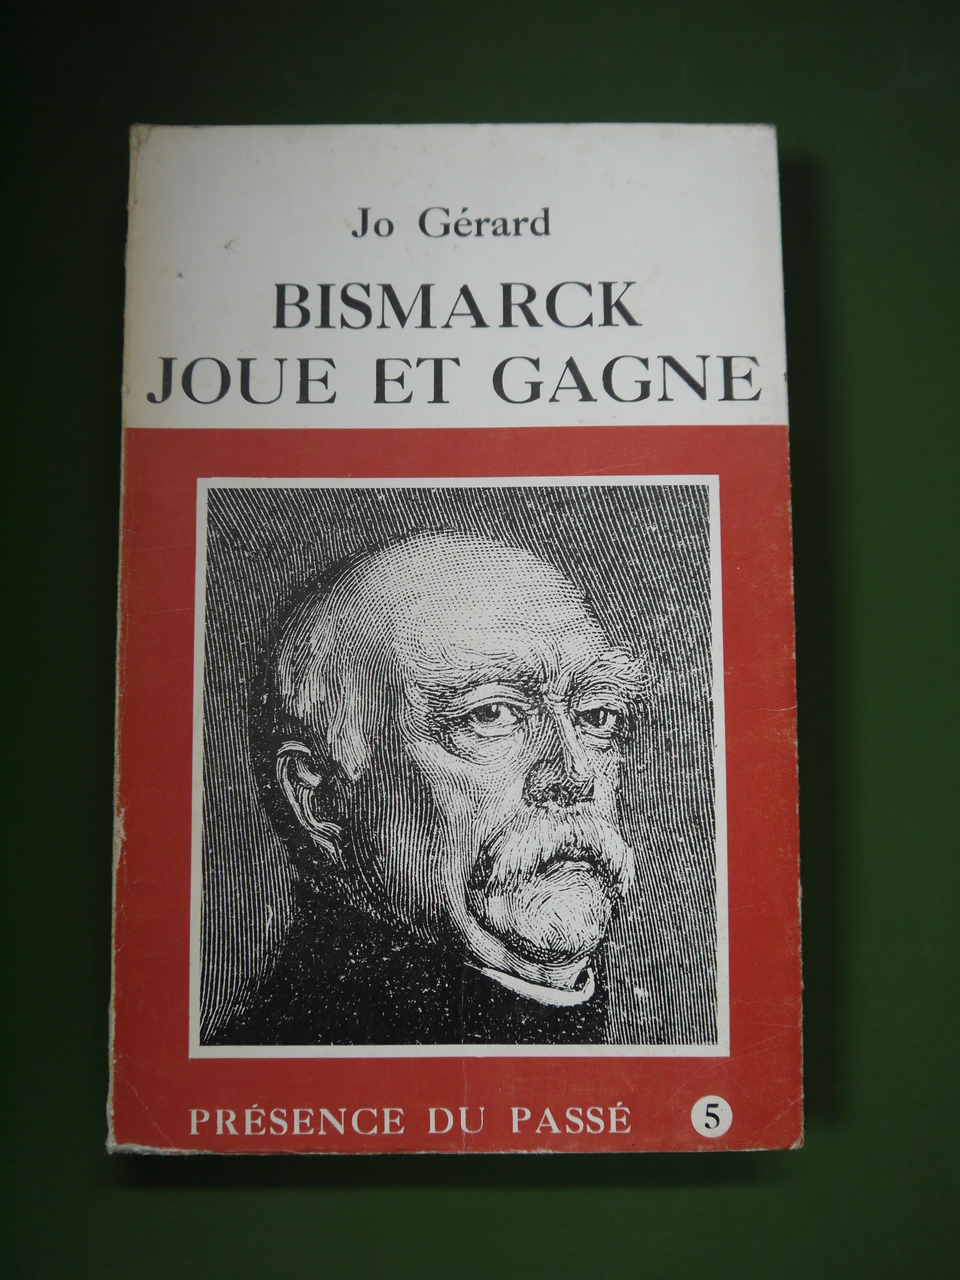 Jo Gérard
BISMARCK
JOUE ET GAGNE
PRÉSENCE DU PASSÉ 5